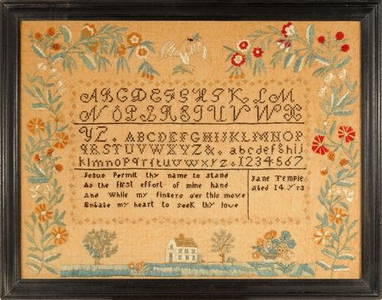 ABCDEFGHIJKLM
NOPQRSTUVWX
YZ. ABCDEFGHIJKLMNOP
QRSTUVWXYZ & abcdefghij
klmnopqrstuvwxyz. 1234567
Jesus Permit thy name to stand
As the first effort of mine hand
And While my fingers o'er this move
Engage my heart to seek thy love
Jane Temple
Aged 14 Yrs